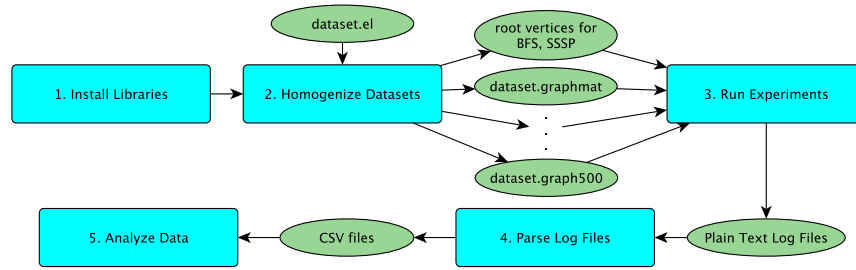 dataset.el
root vertices for
BFS, SSSP
1. Install Libraries
2. Homogenize Datasets
dataset.graphmat
3. Run Experiments
.
.
.
dataset.graph500
5. Analyze Data
CSV files
4. Parse Log Files
Plain Text Log Files